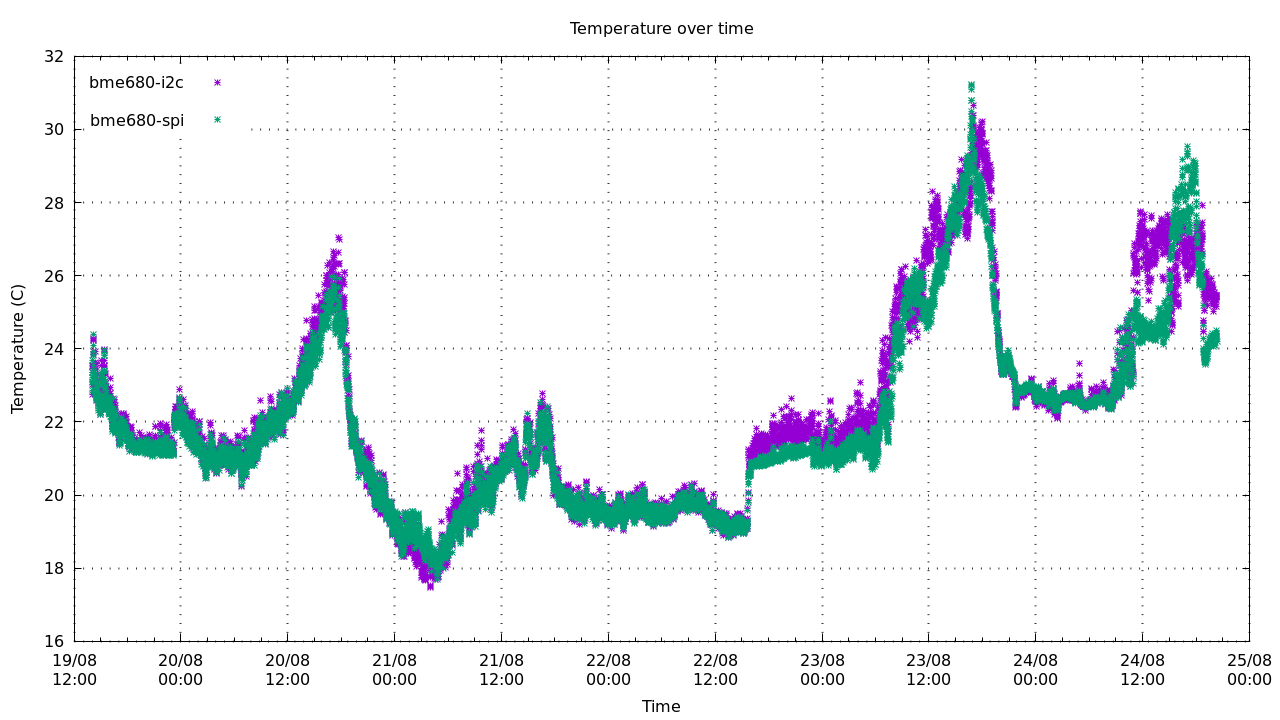 Temperature over time
bme680-i2c
bme680-spi
32
30
28
26
24
22
20
18
16
Temperature (C)
19/08 20/08 20/08 21/08 21/08 22/08 22/08 23/08 23/08 24/08 24/08 25/08
12:00 00:00 12:00 00:00 12:00 00:00 12:00 00:00 12:00 00:00 12:00 00:00
Time